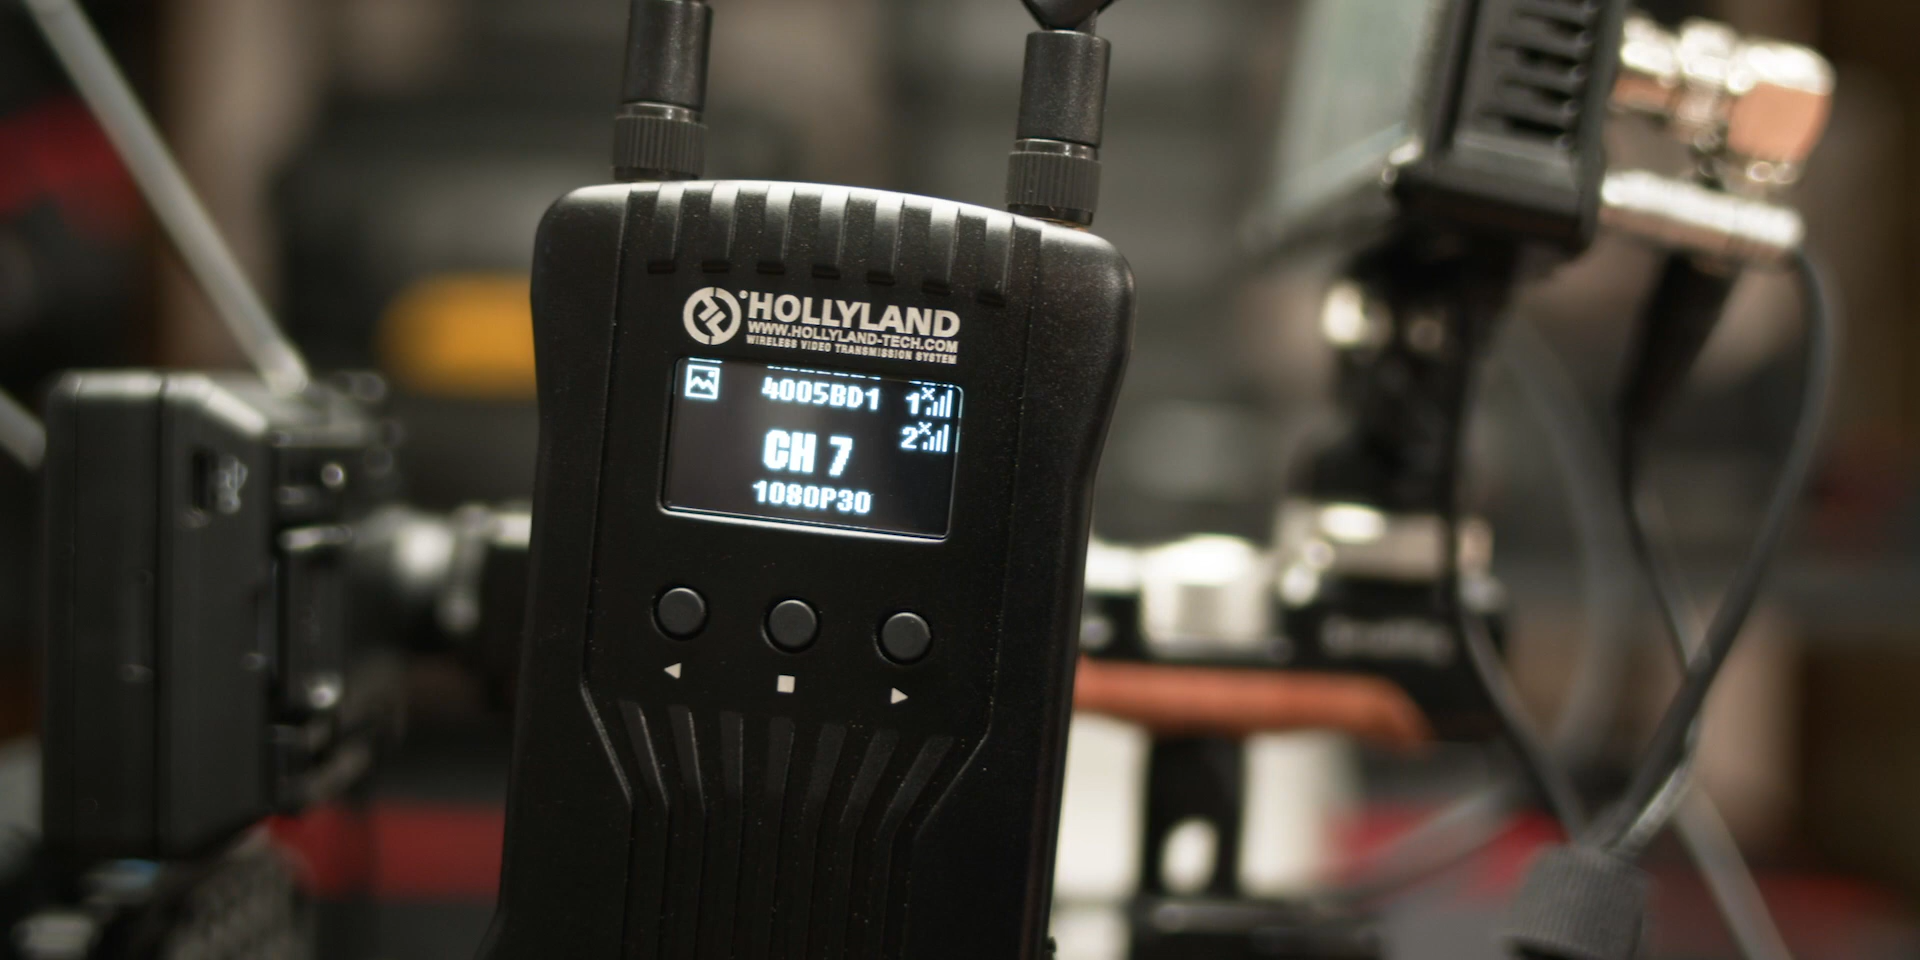 HOLLYLAND
WWW.HOLLYLAND-TECH.COM
WIRELESS VIDEO TRANSMISSION SYSTEM
4005BD1 1
2
CH 7
1080P30